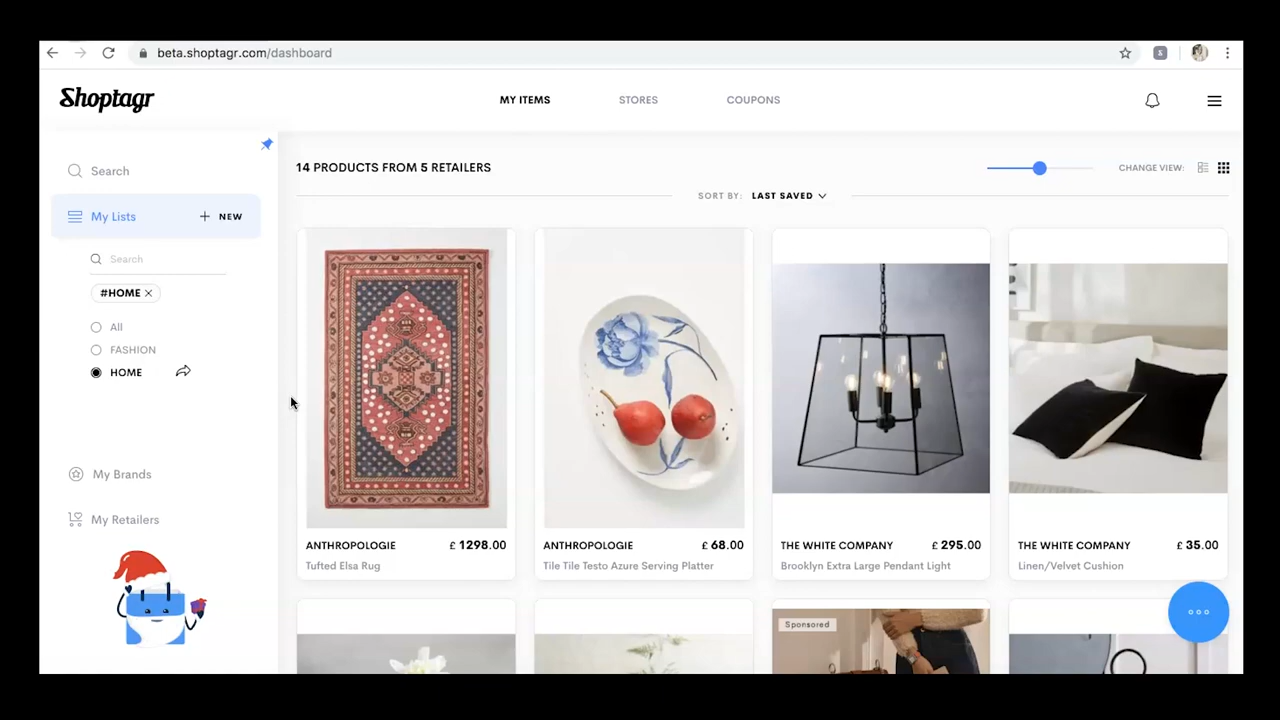 beta.shoptagr.com/dashboard
Shoptagr
MY ITEMS
STORES
COUPONS
Search
My Lists
+ NEW
Search
#HOME ×
All
FASHION
HOME
My Brands
My Retailers
14 PRODUCTS FROM 5 RETAILERS
CHANGE VIEW:
SORT BY: LAST SAVED
ANTHROPOLOGIE £ 1298.00
Tufted Elsa Rug
ANTHROPOLOGIE £ 68.00
Tile Tile Testo Azure Serving Platter
THE WHITE COMPANY £ 295.00
Brooklyn Extra Large Pendant Light
THE WHITE COMPANY £ 35.00
Linen/Velvet Cushion
Sponsored